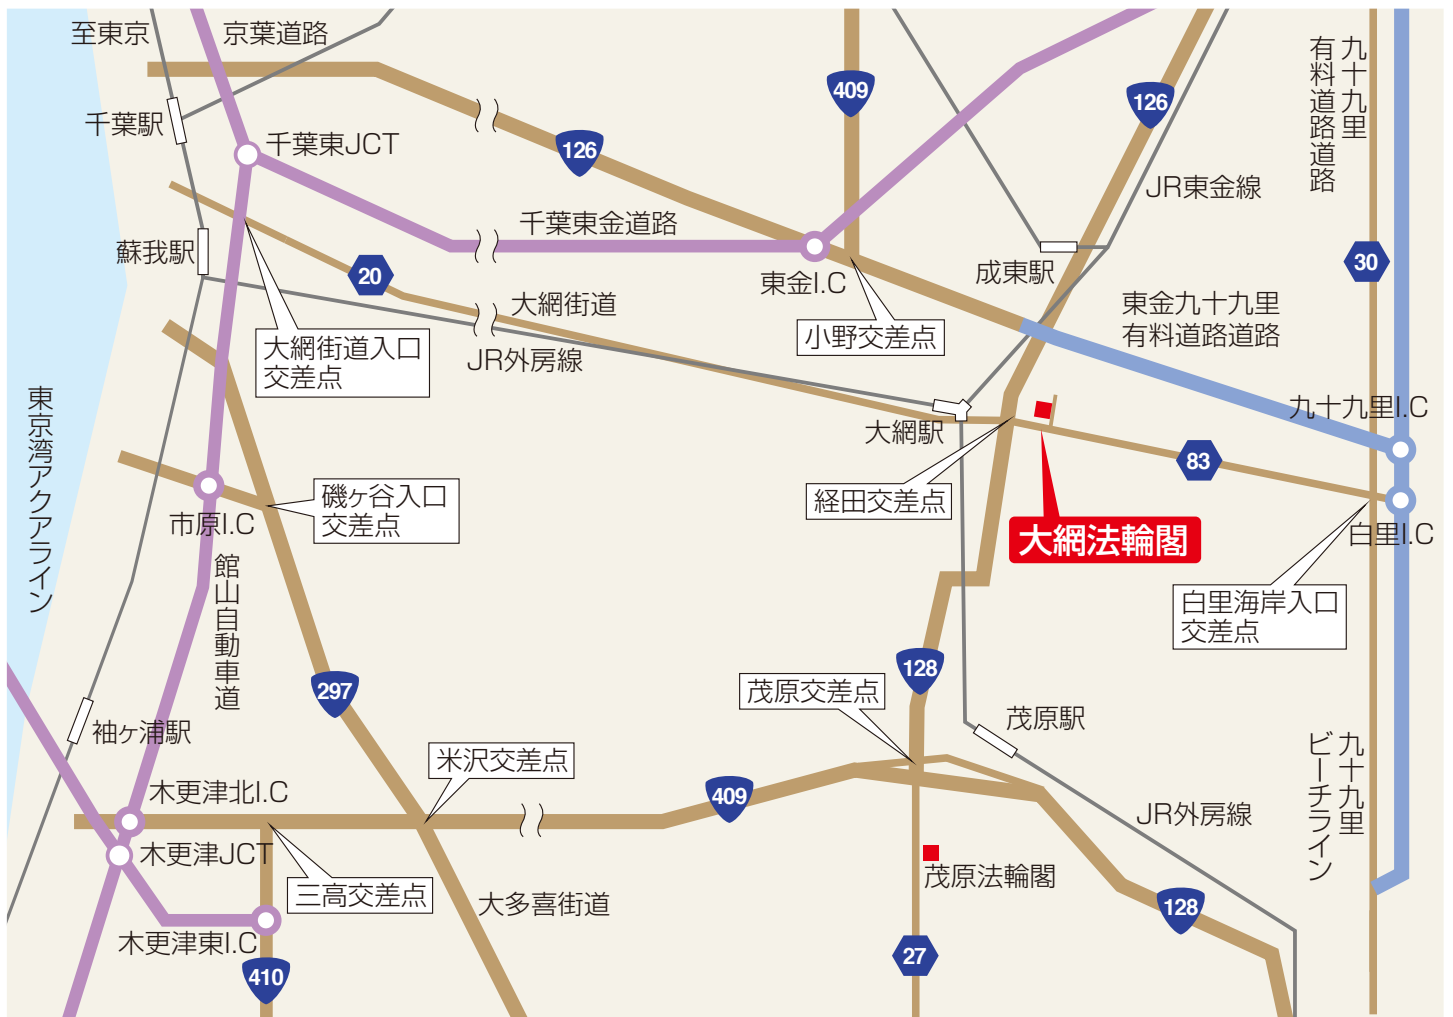 至東京
京葉道路
409
126
九十九里
有料道路道路
千葉駅
千葉東JCT
126
JR東金線
千葉東金道路
蘇我駅
20
東金I.C
成東駅
30
大網街道
東金九十九里
有料道路道路
小野交差点
大網街道入口
交差点
JR外房線
東京湾アクアライン
九十九里I.C
大網駅
83
磯ヶ谷入口
交差点
経田交差点
市原I.C
大網法輪閣
白里I.C
館山自動車道
白里海岸入口
交差点
128
297
茂原交差点
茂原駅
袖ヶ浦駅
米沢交差点
九十九里
ビーチライン
木更津北I.C
409
JR外房線
木更津JCT
三高交差点
大多喜街道
茂原法輪閣
128
木更津東I.C
27
410